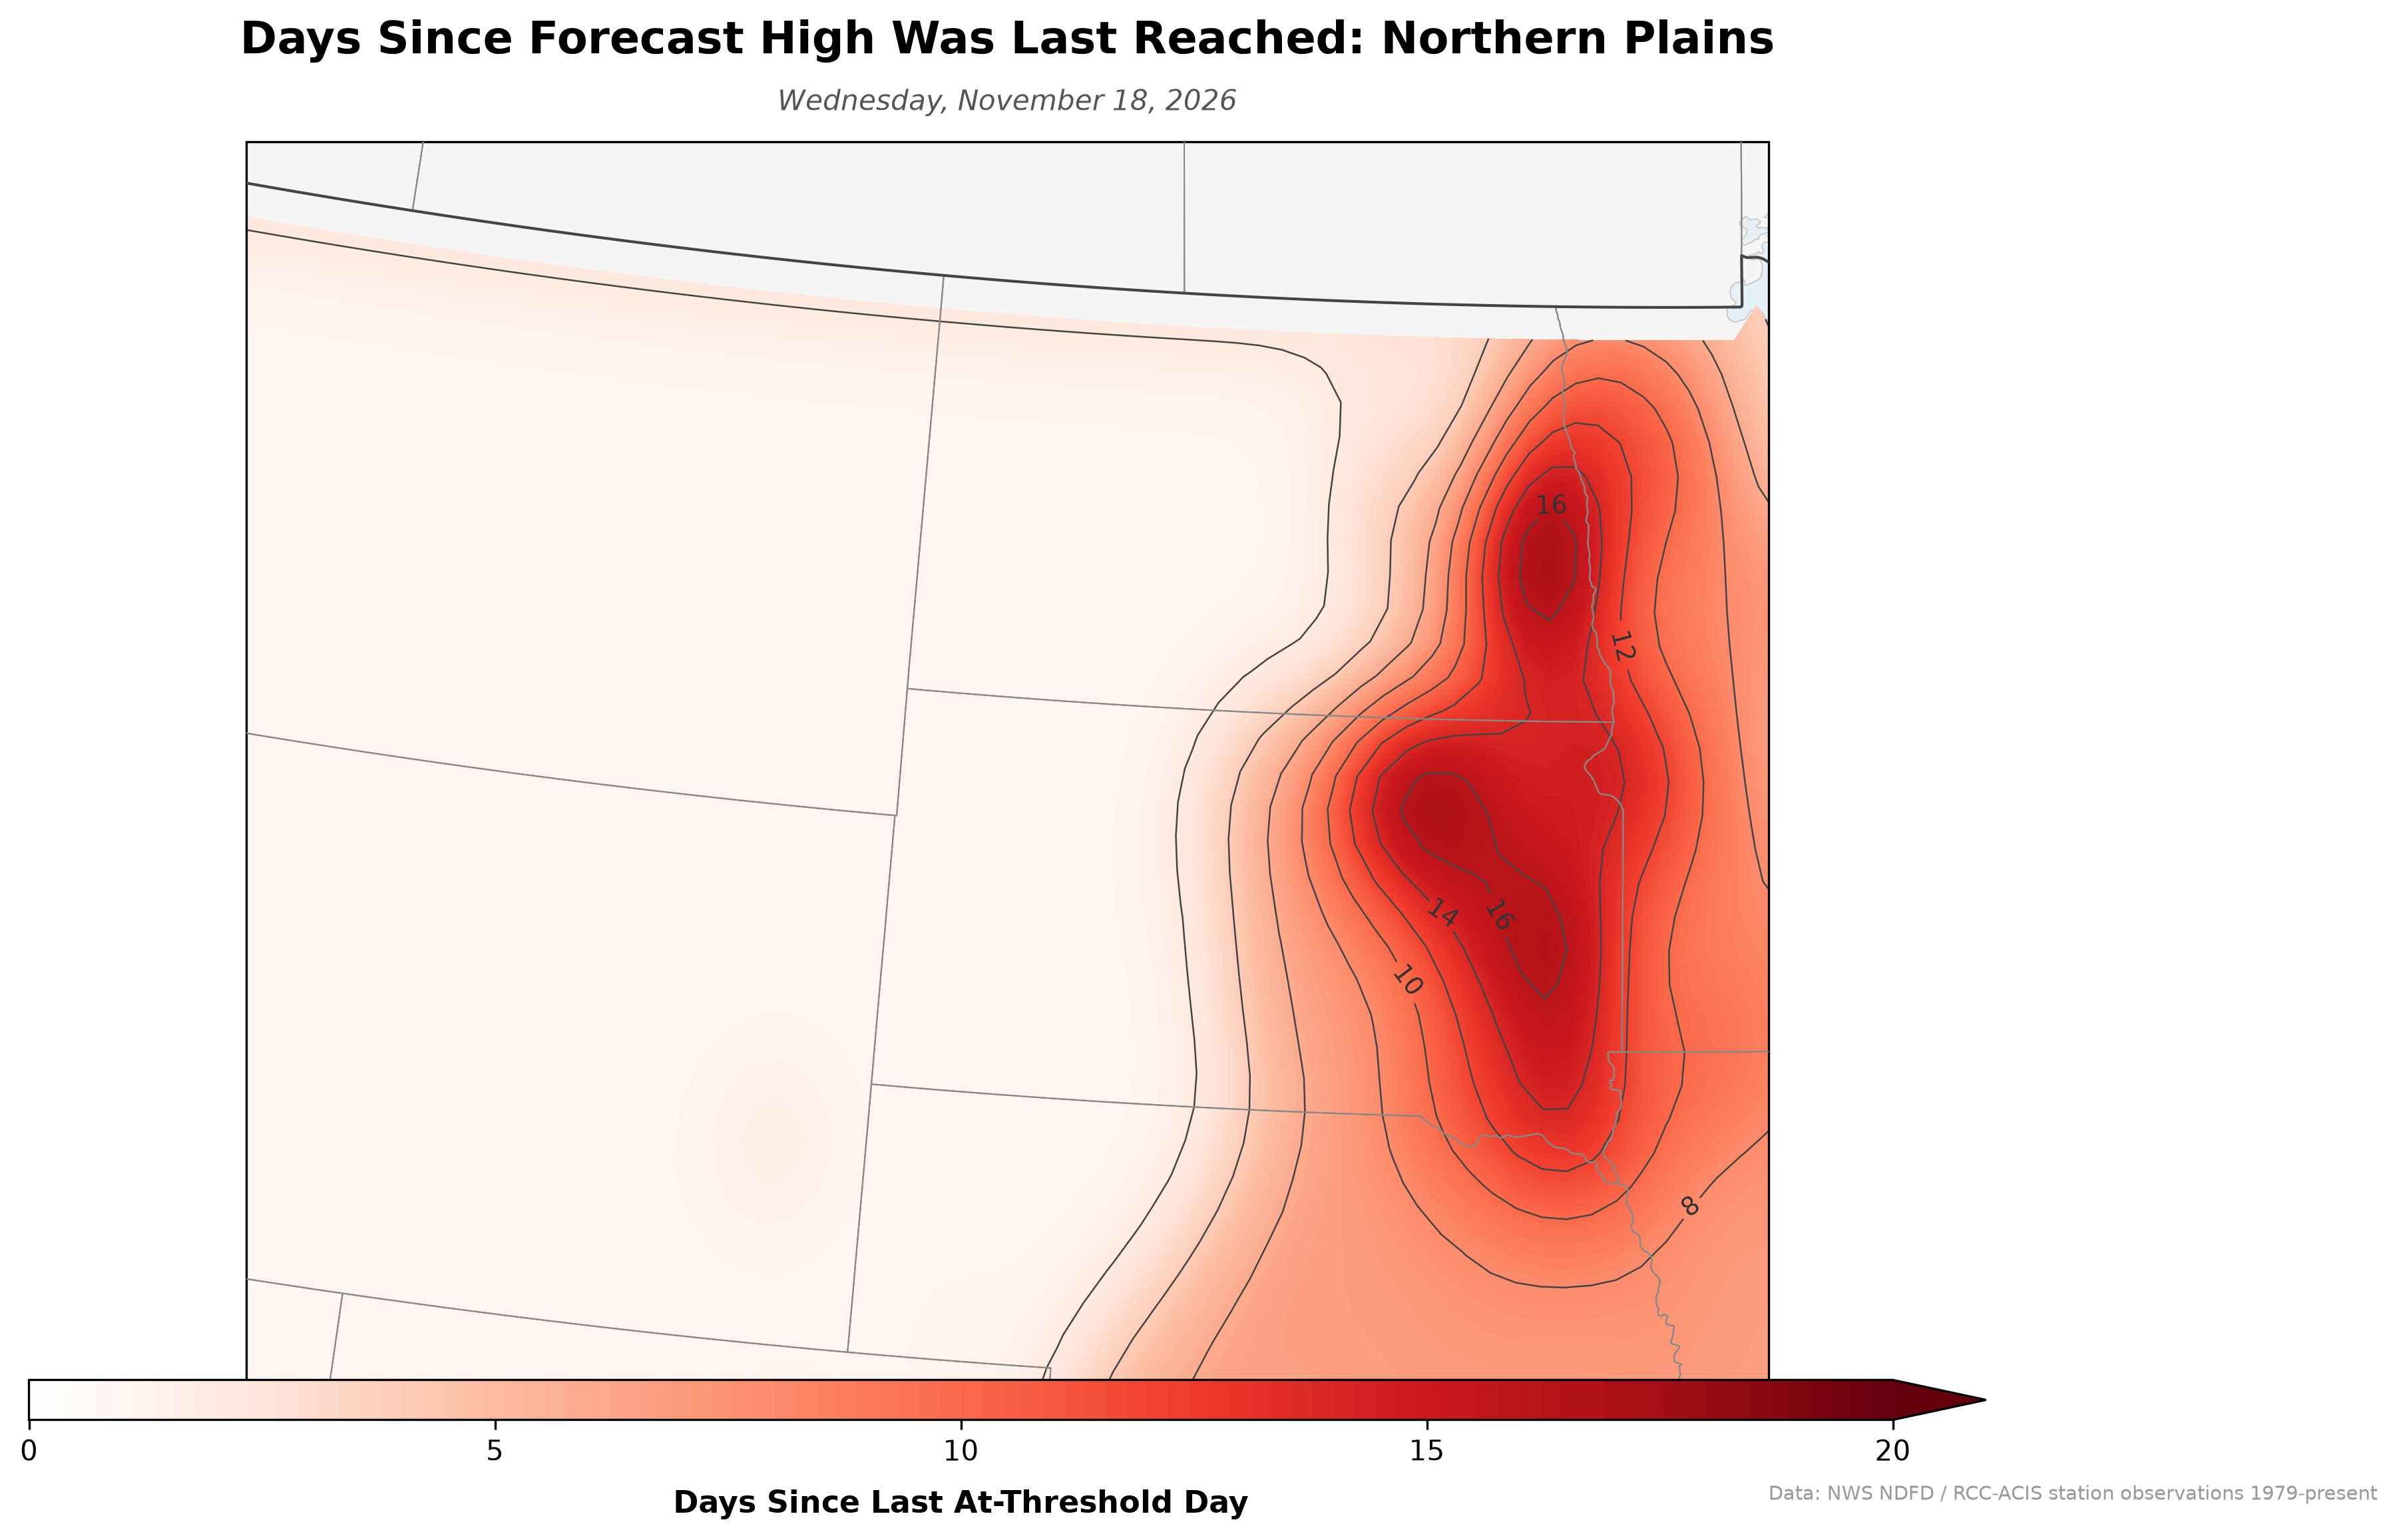 Days Since Forecast High Was Last Reached: Northern Plains
Wednesday, November 18, 2026
16
12
14
16
10
8
0 5 10 15 20
Days Since Last At-Threshold Day
Data: NWS NDFD / RCC-ACIS station observations 1979-present